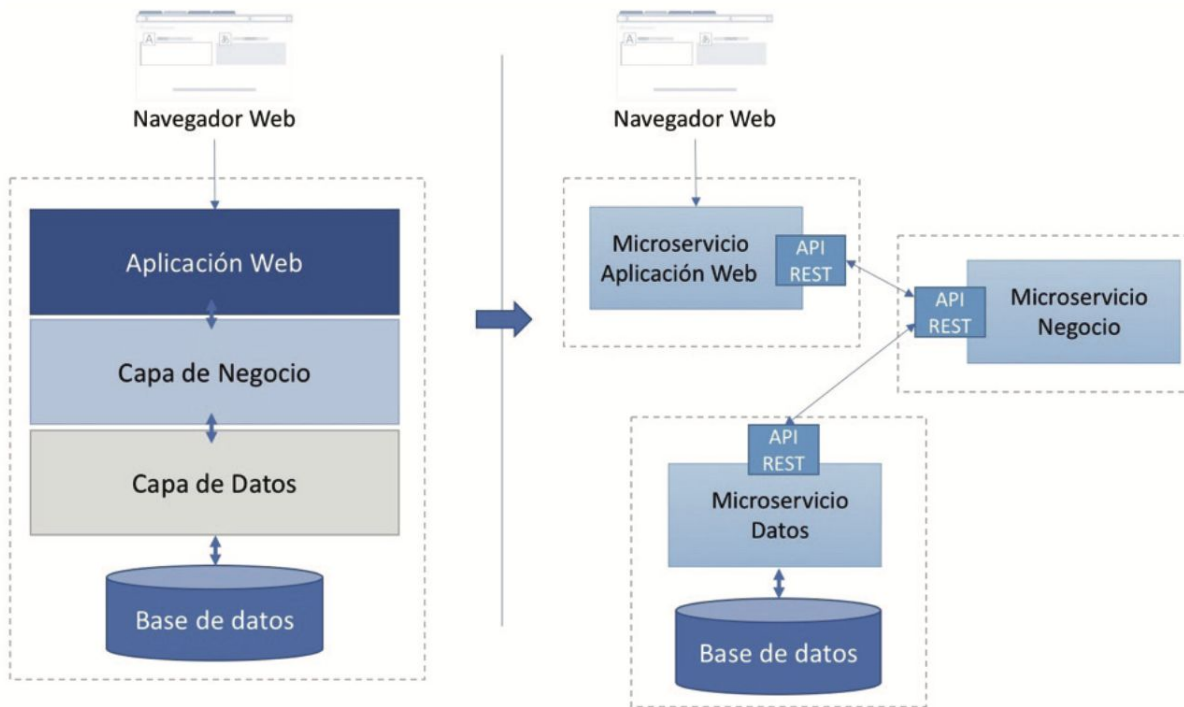 Navegador Web
Aplicación Web
Capa de Negocio
Capa de Datos
Base de datos
Navegador Web
Microservicio
Aplicación Web
API
REST
API
REST
Microservicio
Negocio
API
REST
Microservicio
Datos
Base de datos